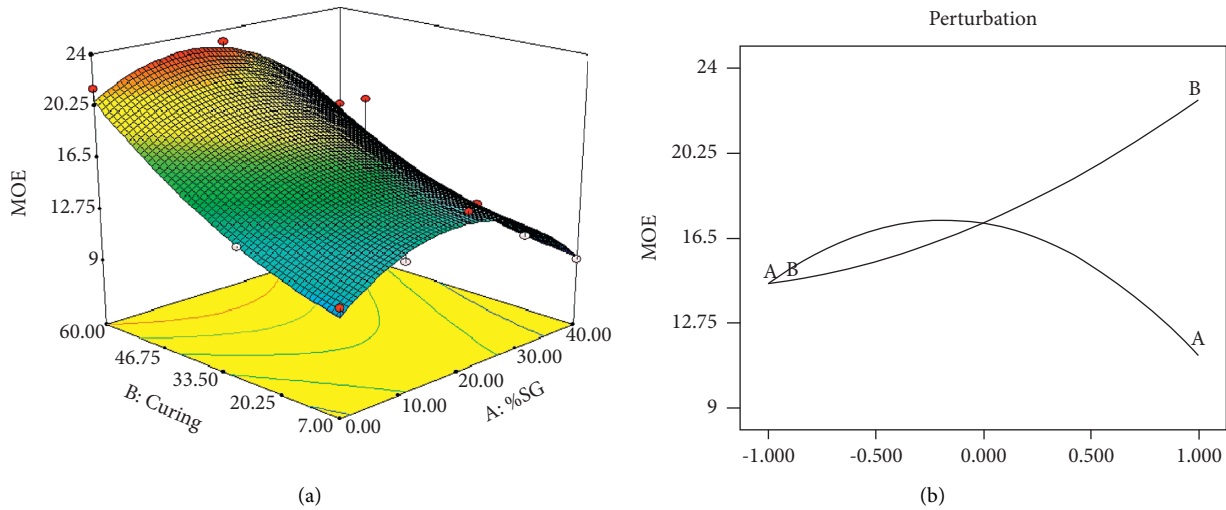 24
20.25
16.5
12.75
9
MOE
60.00
46.75
33.50
20.25
7.00
B: Curing
0.00
10.00
20.00
30.00
40.00
A: %SG
(a)
Perturbation
24
20.25
16.5
12.75
9
MOE
B
A B
A
-1.000
-0.500
0.000
0.500
1.000
(b)